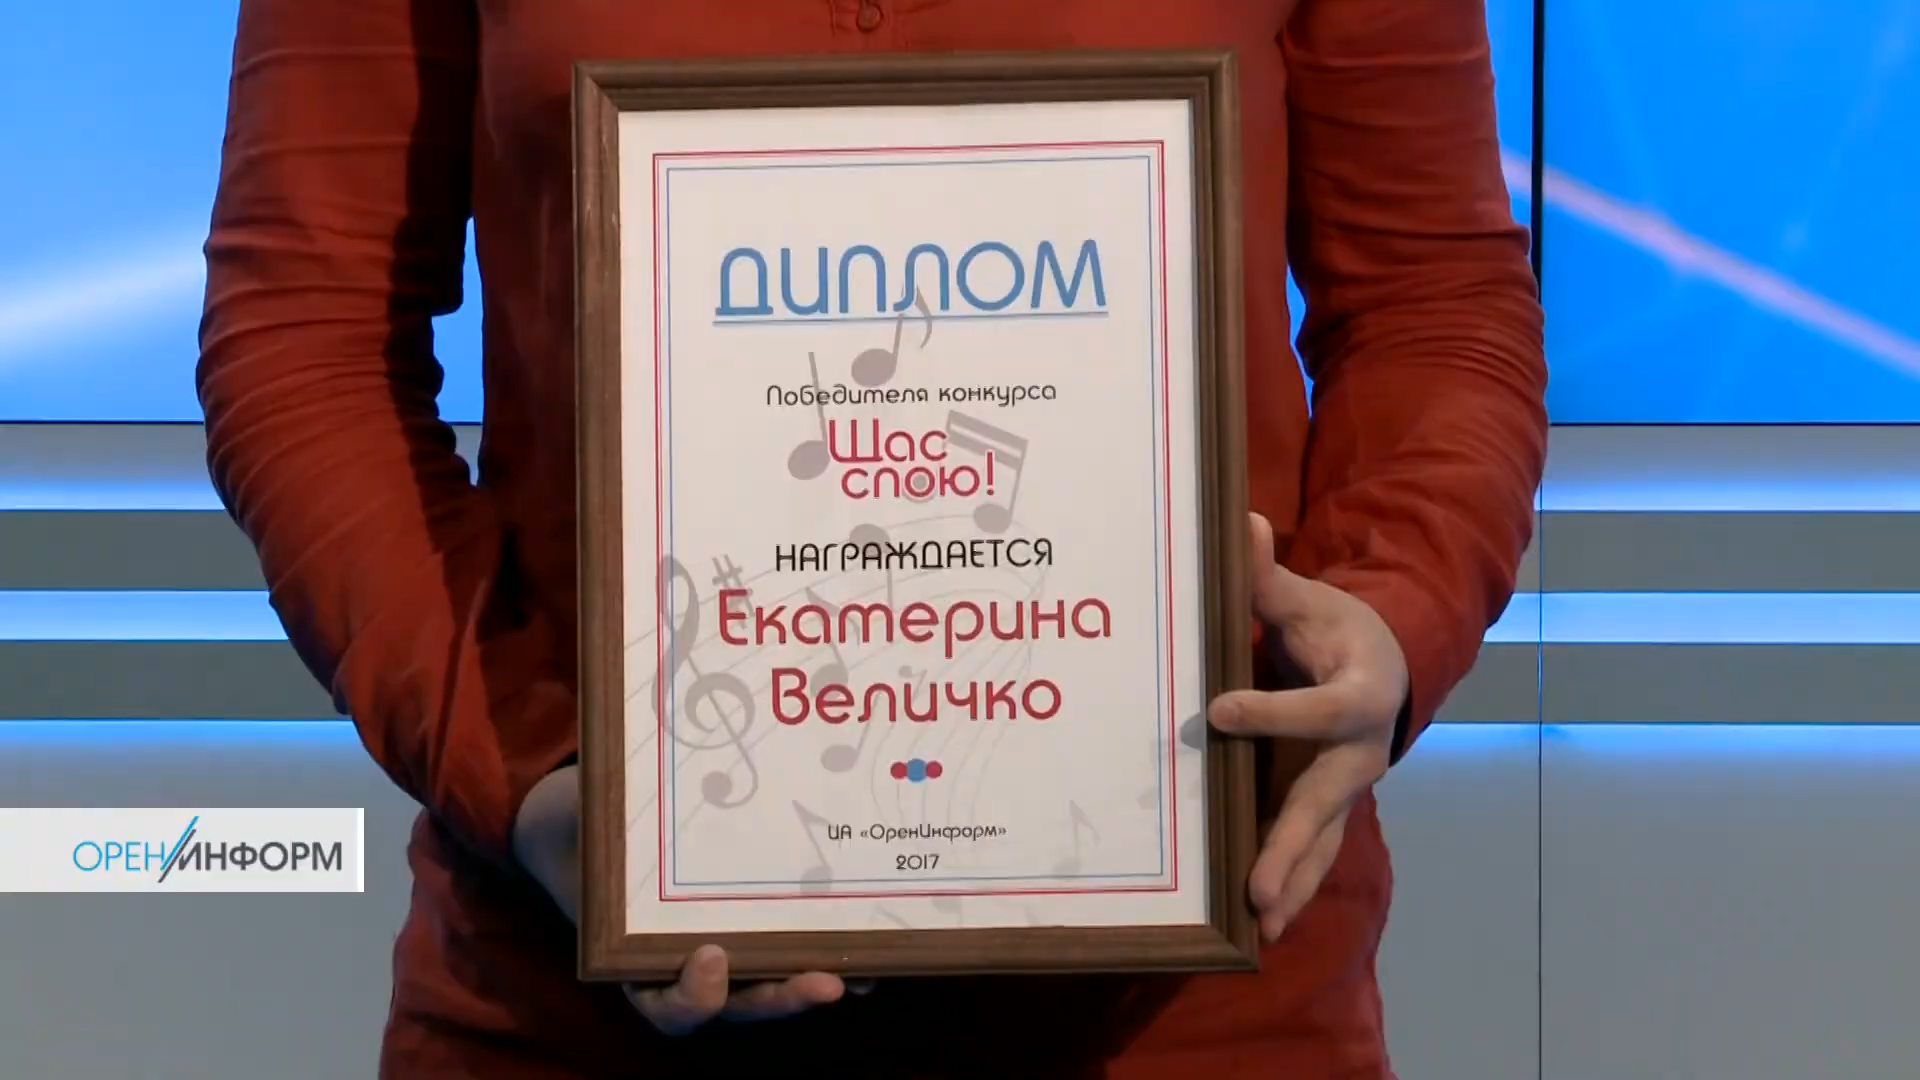 ДИПЛОМ
Победителя конкурса
Щас
спою!
НАГРАЖДАЕТСЯ
Екатерина
Величко
ИА «ОренИнформ»
2017
ОРЕНИНФОРМ